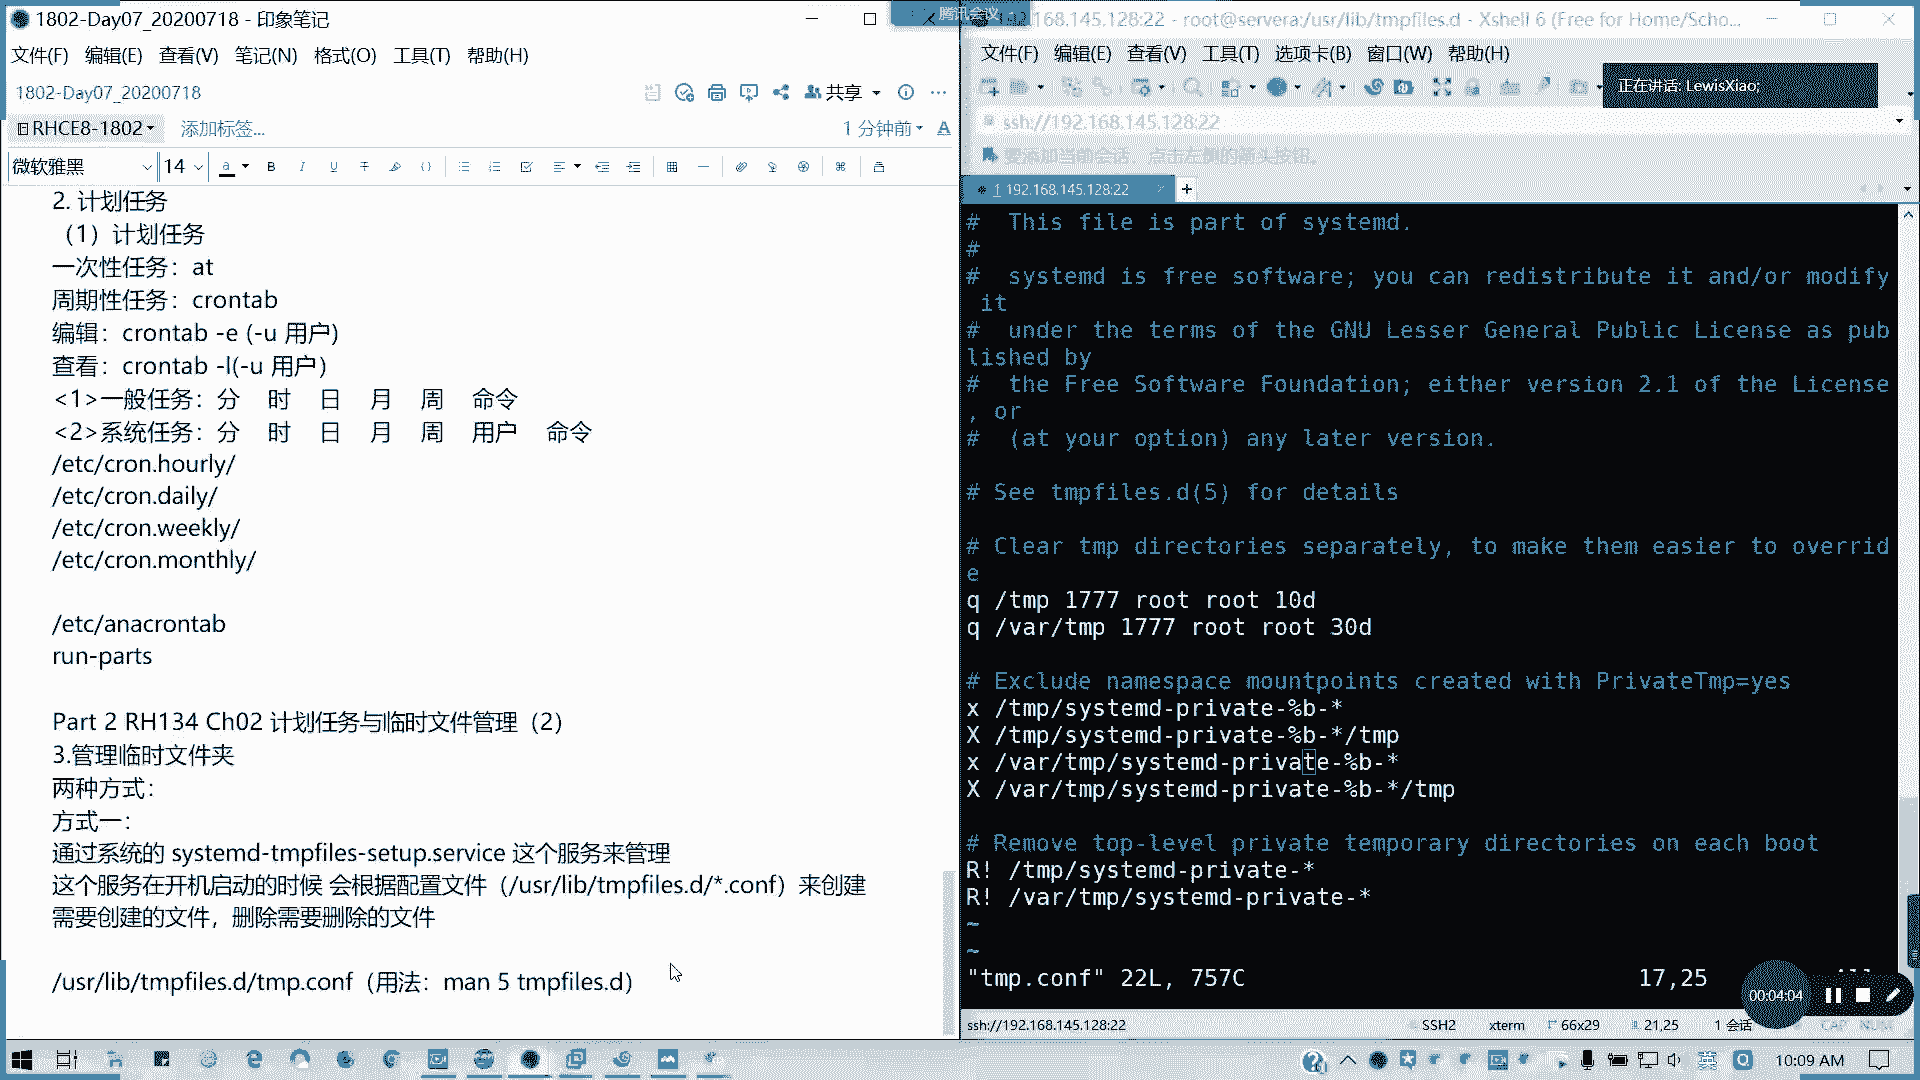 1802-Day07_20200718 - 印象笔记
文件(F) 编辑(E) 查看(V) 笔记(N) 格式(O) 工具(T) 帮助(H)
1802-Day07_20200718
共享
RHCE8-1802 添加标签...
1 分钟前
微软雅黑 14
2. 计划任务
（1）计划任务
一次性任务：at
周期性任务：crontab
编辑：crontab -e (-u 用户)
查看：crontab -l(-u 用户)
<1>一般任务：分 时 日 月 周 命令
<2>系统任务：分 时 日 月 周 用户 命令
/etc/cron.hourly/
/etc/cron.daily/
/etc/cron.weekly/
/etc/cron.monthly/
/etc/anacrontab
run-parts
Part 2 RH134 Ch02 计划任务与临时文件管理（2）
3.管理临时文件夹
两种方式：
方式一：
通过系统的 systemd-tmpfiles-setup.service 这个服务来管理
这个服务在开机启动的时候 会根据配置文件（/usr/lib/tmpfiles.d/*.conf）来创建
需要创建的文件，删除需要删除的文件
/usr/lib/tmpfiles.d/tmp.conf（用法：man 5 tmpfiles.d）
腾讯会议
168.145.128:22 - root@servera:/usr/lib/tmpfiles.d - Xshell 6 (Free for Home/Scho...
文件(F) 编辑(E) 查看(V) 工具(T) 选项卡(B) 窗口(W) 帮助(H)
正在讲话: LewisXiao;
ssh://192.168.145.128:22
要添加当前会话，点击左侧的箭头按钮。
1 192.168.145.128:22
#  This file is part of systemd.
#
#  systemd is free software; you can redistribute it and/or modify
 it
#  under the terms of the GNU Lesser General Public License as pub
lished by
#  the Free Software Foundation; either version 2.1 of the License
, or
#  (at your option) any later version.
# See tmpfiles.d(5) for details
# Clear tmp directories separately, to make them easier to overrid
e
q /tmp 1777 root root 10d
q /var/tmp 1777 root root 30d
# Exclude namespace mountpoints created with PrivateTmp=yes
x /tmp/systemd-private-%b-*
X /tmp/systemd-private-%b-*/tmp
x /var/tmp/systemd-private-%b-*
X /var/tmp/systemd-private-%b-*/tmp
# Remove top-level private temporary directories on each boot
R! /tmp/systemd-private-*
R! /var/tmp/systemd-private-*
~
~
"tmp.conf" 22L, 757C 17,25
00:04:04
ssh://192.168.145.128:22 SSH2 xterm 66x29 21,25 1 会话 CAP NUM
英 10:09 AM